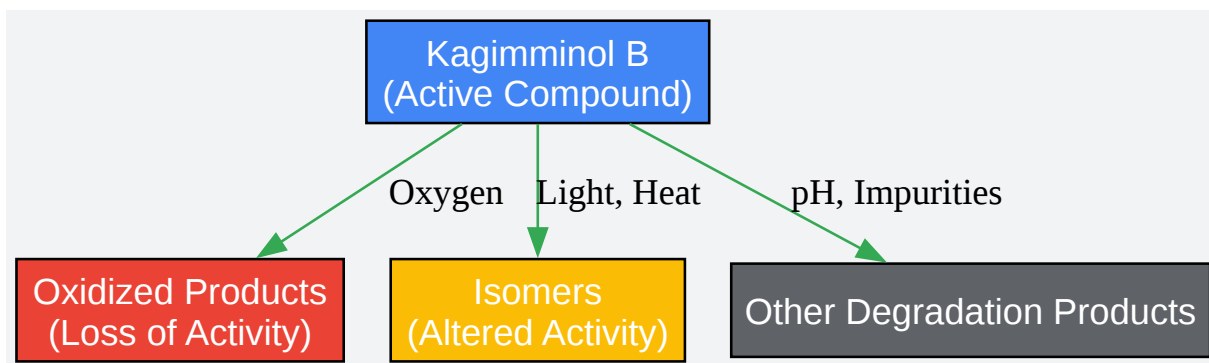 Kagimminol B
(Active Compound)
Oxygen
Light, Heat
pH, Impurities
Oxidized Products
(Loss of Activity)
Isomers
(Altered Activity)
Other Degradation Products